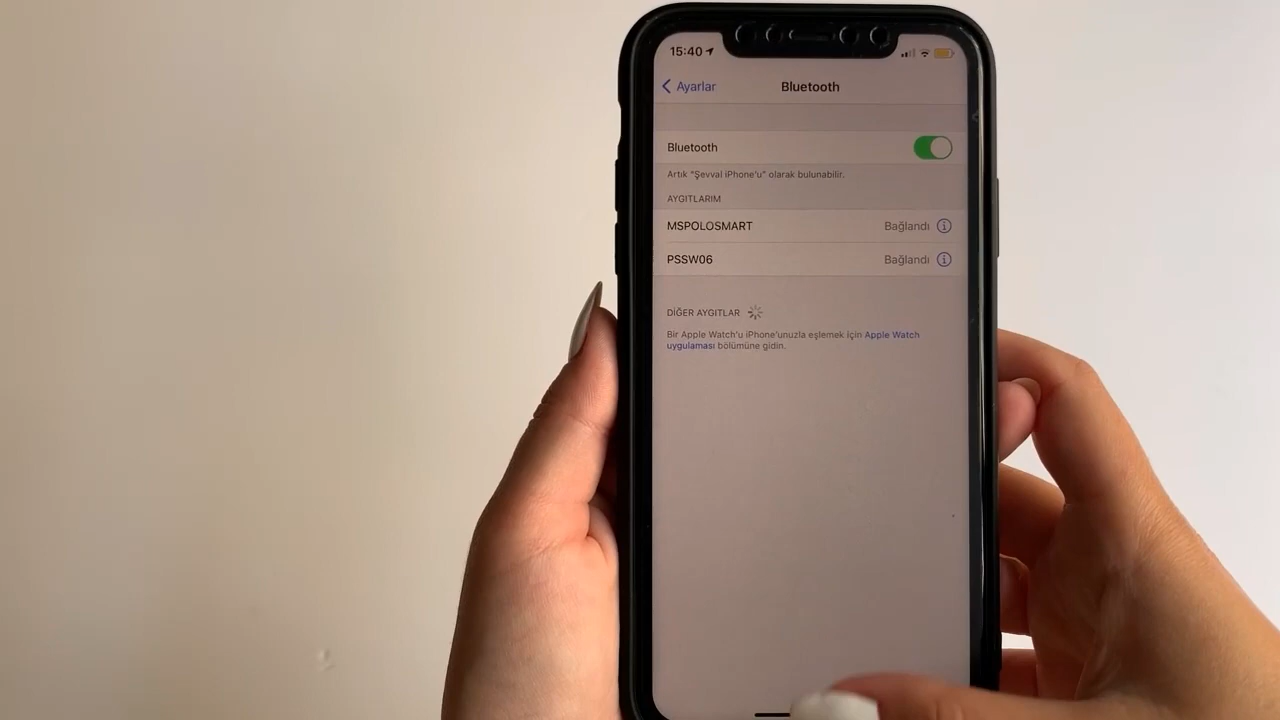 15:40
Ayarlar
Bluetooth
Bluetooth
Artık "Şevval iPhone'u" olarak bulunabilir.
AYGITLARIM
MSPOLOSMART Bağlandı
PSSW06 Bağlandı
DİĞER AYGITLAR
Bir Apple Watch'u iPhone'unuzla eşlemek için Apple Watch
uygulaması bölümüne gidin.